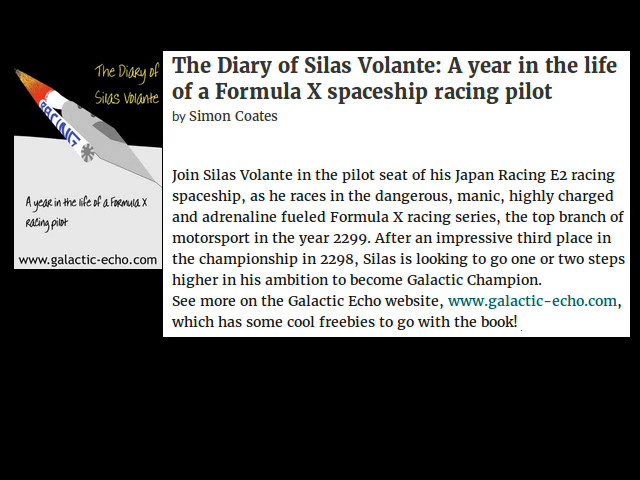 The Diary of
Silas Volante
RACING
A year in the life of a Formula X
racing pilot
www.galactic-echo.com
The Diary of Silas Volante: A year in the life
of a Formula X spaceship racing pilot
by Simon Coates
Join Silas Volante in the pilot seat of his Japan Racing E2 racing
spaceship, as he races in the dangerous, manic, highly charged
and adrenaline fueled Formula X racing series, the top branch of
motorsport in the year 2299. After an impressive third place in
the championship in 2298, Silas is looking to go one or two steps
higher in his ambition to become Galactic Champion.
See more on the Galactic Echo website, www.galactic-echo.com,
which has some cool freebies to go with the book!